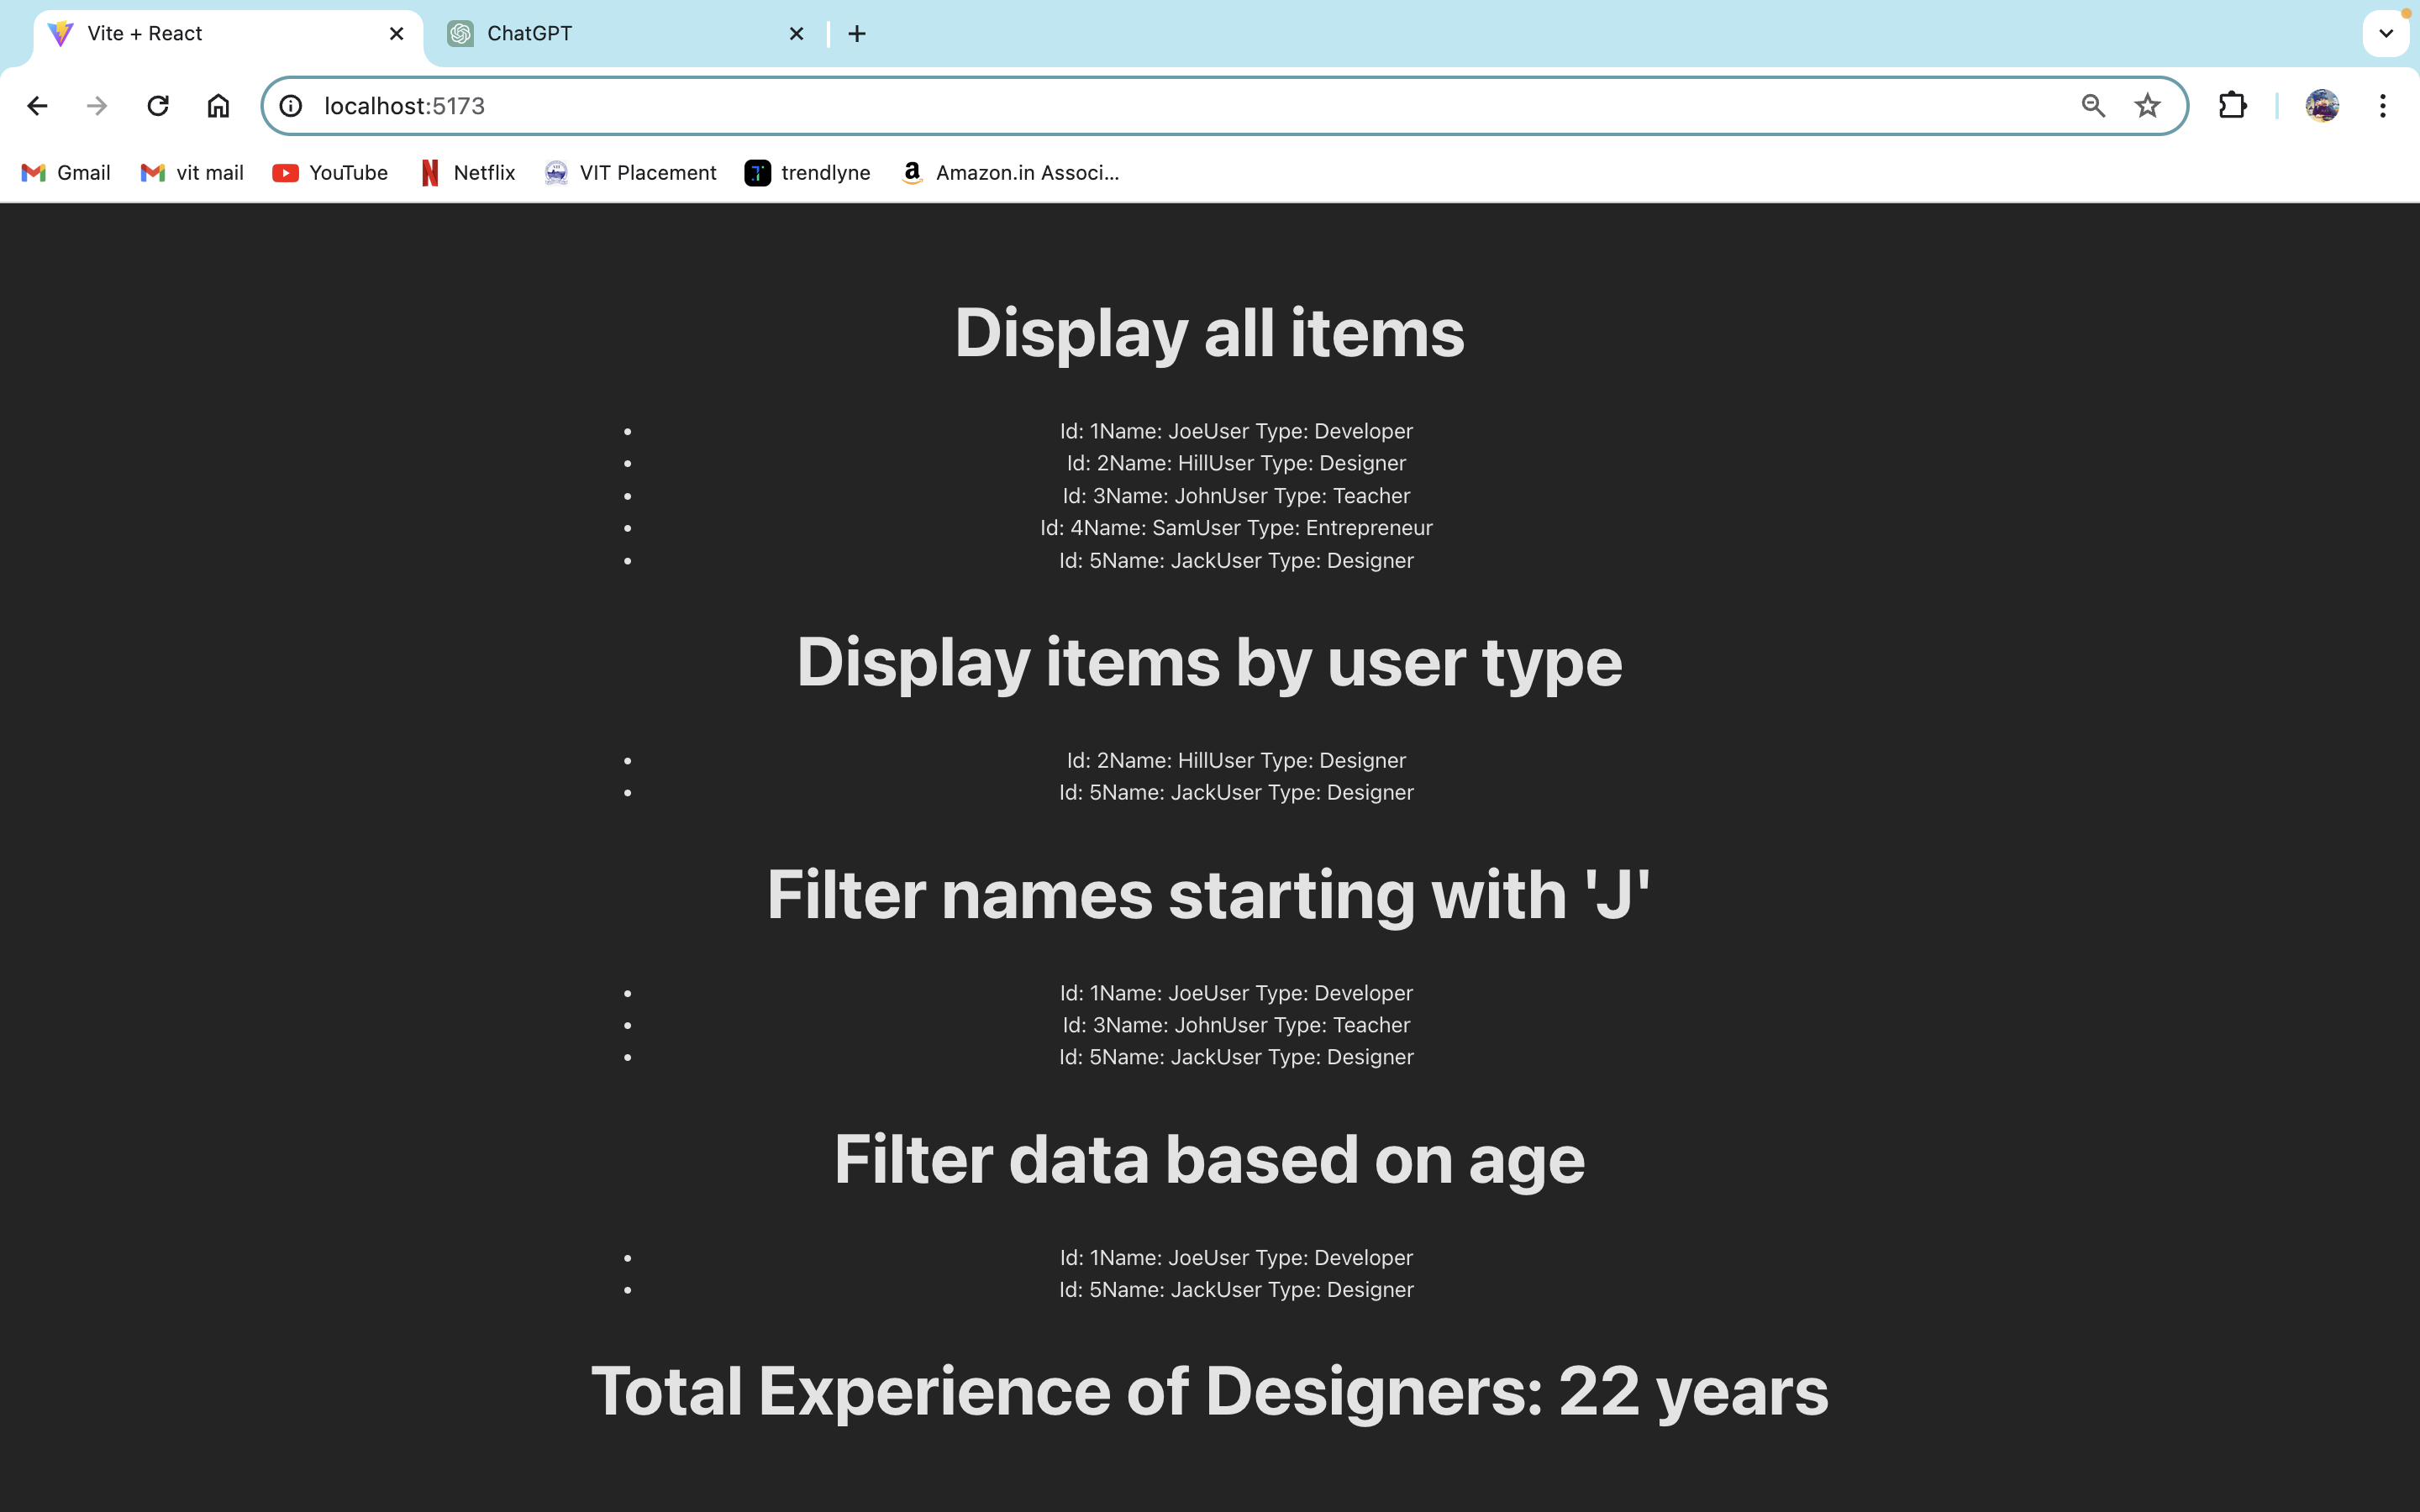 Vite + React
ChatGPT
localhost:5173
Gmail
vit mail
YouTube
Netflix
VIT Placement
trendlyne
Amazon.in Associ...
Display all items
Id: 1Name: JoeUser Type: Developer
Id: 2Name: HillUser Type: Designer
Id: 3Name: JohnUser Type: Teacher
Id: 4Name: SamUser Type: Entrepreneur
Id: 5Name: JackUser Type: Designer
Display items by user type
Id: 2Name: HillUser Type: Designer
Id: 5Name: JackUser Type: Designer
Filter names starting with 'J'
Id: 1Name: JoeUser Type: Developer
Id: 3Name: JohnUser Type: Teacher
Id: 5Name: JackUser Type: Designer
Filter data based on age
Id: 1Name: JoeUser Type: Developer
Id: 5Name: JackUser Type: Designer
Total Experience of Designers: 22 years